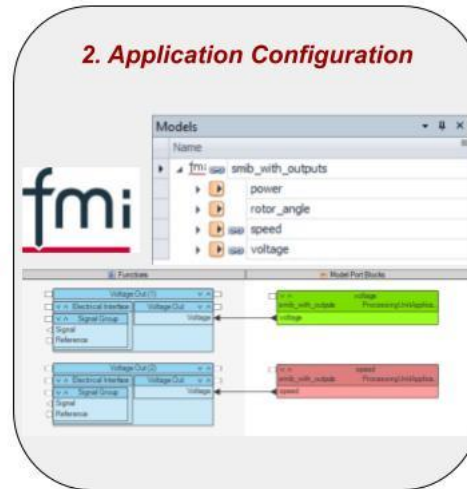 2. Application Configuration
Models
Name
fmi smib_with_outputs
power
rotor_angle
speed
voltage
fmi
Functions
Model Port Blocks
Voltage Out (1)
Electrical Interface Voltage Out
Signal Group Voltage
Signal
Reference
voltage
smib_with_outputs ProcessingUnitApplica...
voltage
Voltage Out (2)
Electrical Interface Voltage Out
Signal Group Voltage
Signal
Reference
speed
smib_with_outputs ProcessingUnitApplica...
speed